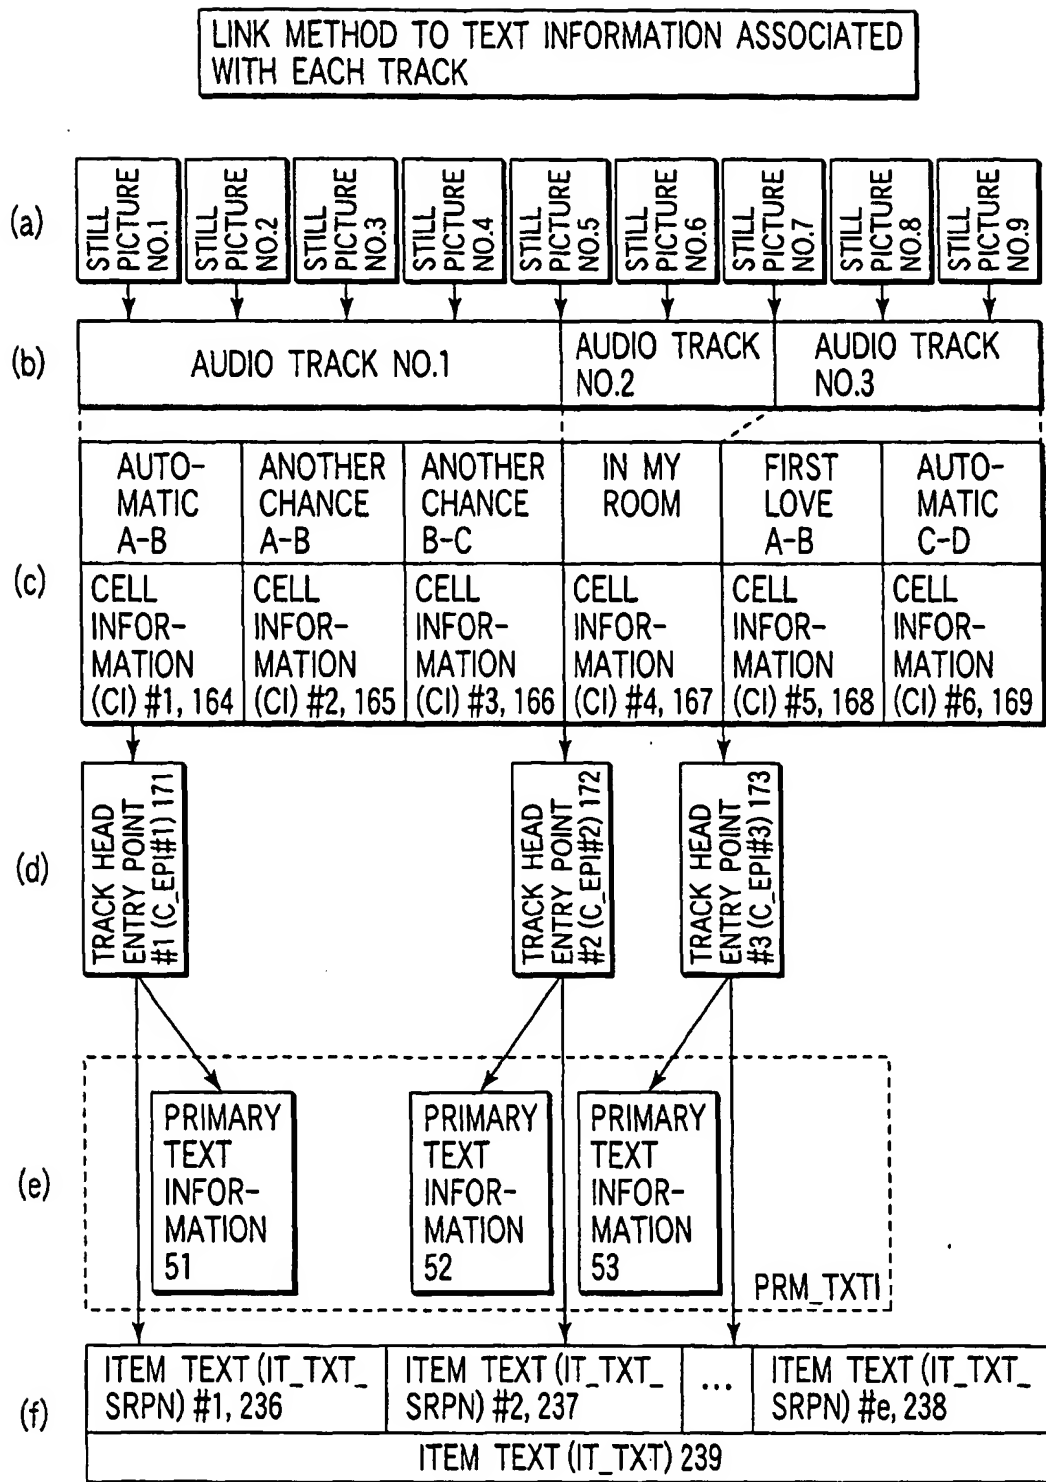 LINK METHOD TO TEXT INFORMATION ASSOCIATED
WITH EACH TRACK
(a)
STILL
PICTURE
NO.1
STILL
PICTURE
NO.2
STILL
PICTURE
NO.3
STILL
PICTURE
NO.4
STILL
PICTURE
NO.5
STILL
PICTURE
NO.6
STILL
PICTURE
NO.7
STILL
PICTURE
NO.8
STILL
PICTURE
NO.9
(b)
AUDIO TRACK NO.1
AUDIO TRACK
NO.2
AUDIO TRACK
NO.3
(c)
AUTO-
MATIC
A-B
ANOTHER
CHANCE
A-B
ANOTHER
CHANCE
B-C
IN MY
ROOM
FIRST
LOVE
A-B
AUTO-
MATIC
C-D
CELL
INFOR-
MATION
(CI) #1, 164
CELL
INFOR-
MATION
(CI) #2, 165
CELL
INFOR-
MATION
(CI) #3, 166
CELL
INFOR-
MATION
(CI) #4, 167
CELL
INFOR-
MATION
(CI) #5, 168
CELL
INFOR-
MATION
(CI) #6, 169
(d)
TRACK HEAD
ENTRY POINT
#1 (C_EPI#1) 171
TRACK HEAD
ENTRY POINT
#2 (C_EPI#2) 172
TRACK HEAD
ENTRY POINT
#3 (C_EPI#3) 173
(e)
PRIMARY
TEXT
INFOR-
MATION
51
PRIMARY
TEXT
INFOR-
MATION
52
PRIMARY
TEXT
INFOR-
MATION
53
PRM_TXTI
(f)
ITEM TEXT (IT_TXT_
SRPN) #1, 236
ITEM TEXT (IT_TXT_
SRPN) #2, 237
...
ITEM TEXT (IT_TXT_
SRPN) #e, 238
ITEM TEXT (IT_TXT) 239